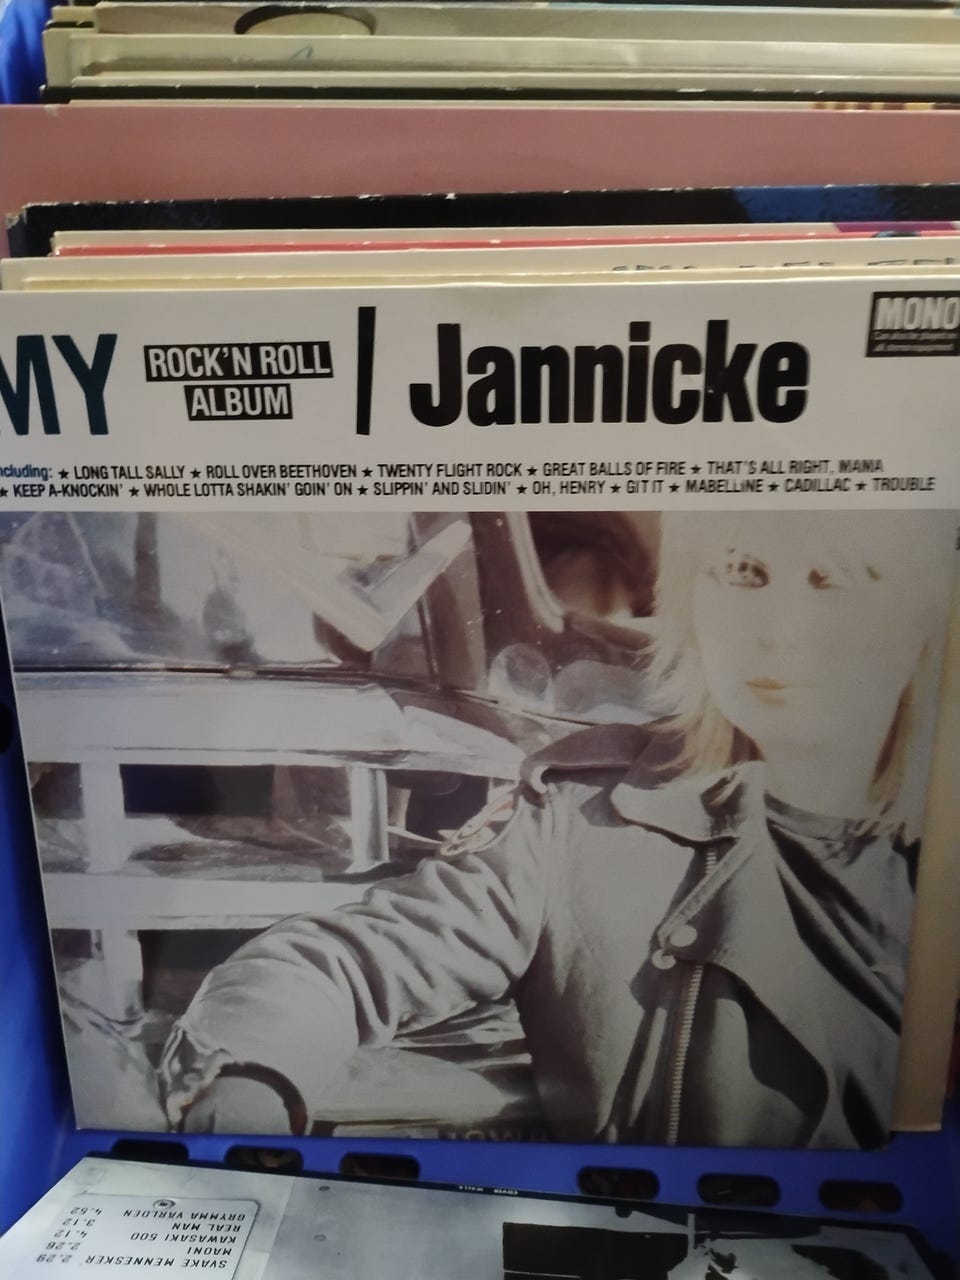 MY
ROCK'N ROLL
ALBUM
/ Jannicke
MONO
including: ★ LONG TALL SALLY ★ ROLL OVER BEETHOVEN ★ TWENTY FLIGHT ROCK ★ GREAT BALLS OF FIRE ★ THAT'S ALL RIGHT, MAMA
★ KEEP A-KNOCKIN' ★ WHOLE LOTTA SHAKIN' GOIN' ON ★ SLIPPIN' AND SLIDIN' ★ OH, HENRY ★ GIT IT ★ MABELLINE ★ CADILLAC ★ TROUBLE
SVAKE MENNESKER 2.29
MAONI 2.26
KAWASAKI 500 4.12
REAL MAN 3.12
GRYMMA VÄRLDEN 4.62